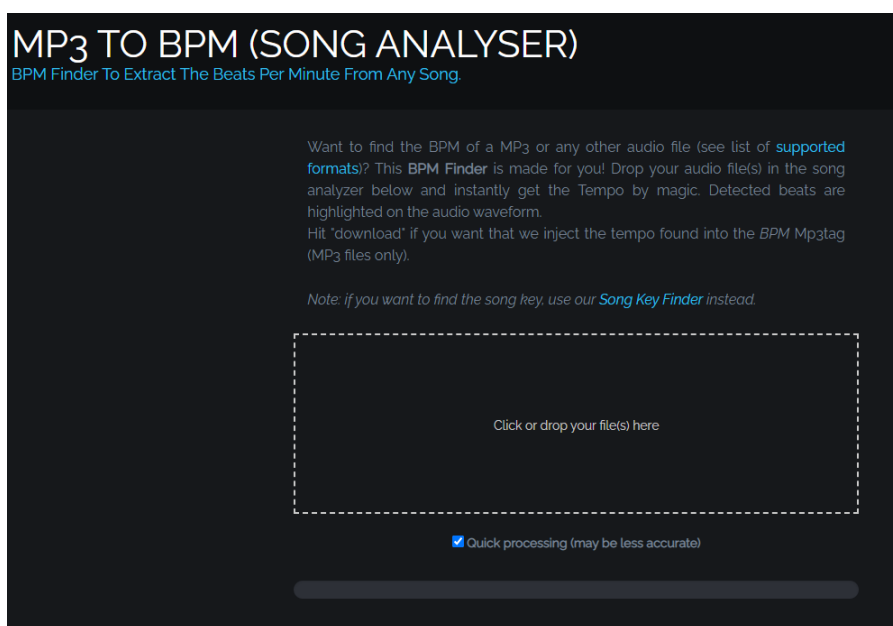 MP3 TO BPM (SONG ANALYSER)
BPM Finder To Extract The Beats Per Minute From Any Song.
Want to find the BPM of a MP3 or any other audio file (see list of supported
formats)? This BPM Finder is made for you! Drop your audio file(s) in the song
analyzer below and instantly get the Tempo by magic. Detected beats are
highlighted on the audio waveform.
Hit "download" if you want that we inject the tempo found into the BPM Mp3tag
(MP3 files only).
Note: if you want to find the song key, use our Song Key Finder instead.
Click or drop your file(s) here
Quick processing (may be less accurate)